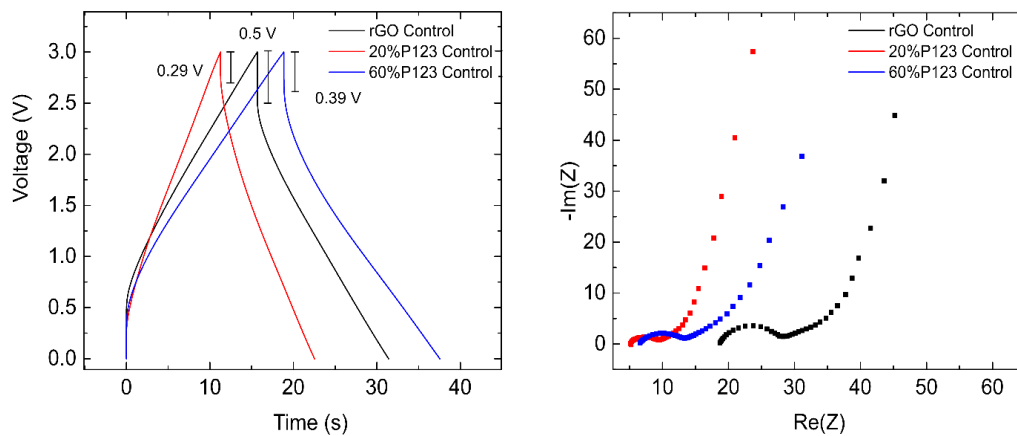 3.0
2.5
2.0
1.5
1.0
0.5
0.0
Voltage (V)
0
10
20
30
40
Time (s)
0.5 V
0.29 V
0.39 V
rGO Control
20%P123 Control
60%P123 Control
60
50
40
30
20
10
0
-Im(Z)
10
20
30
40
50
60
Re(Z)
rGO Control
20%P123 Control
60%P123 Control